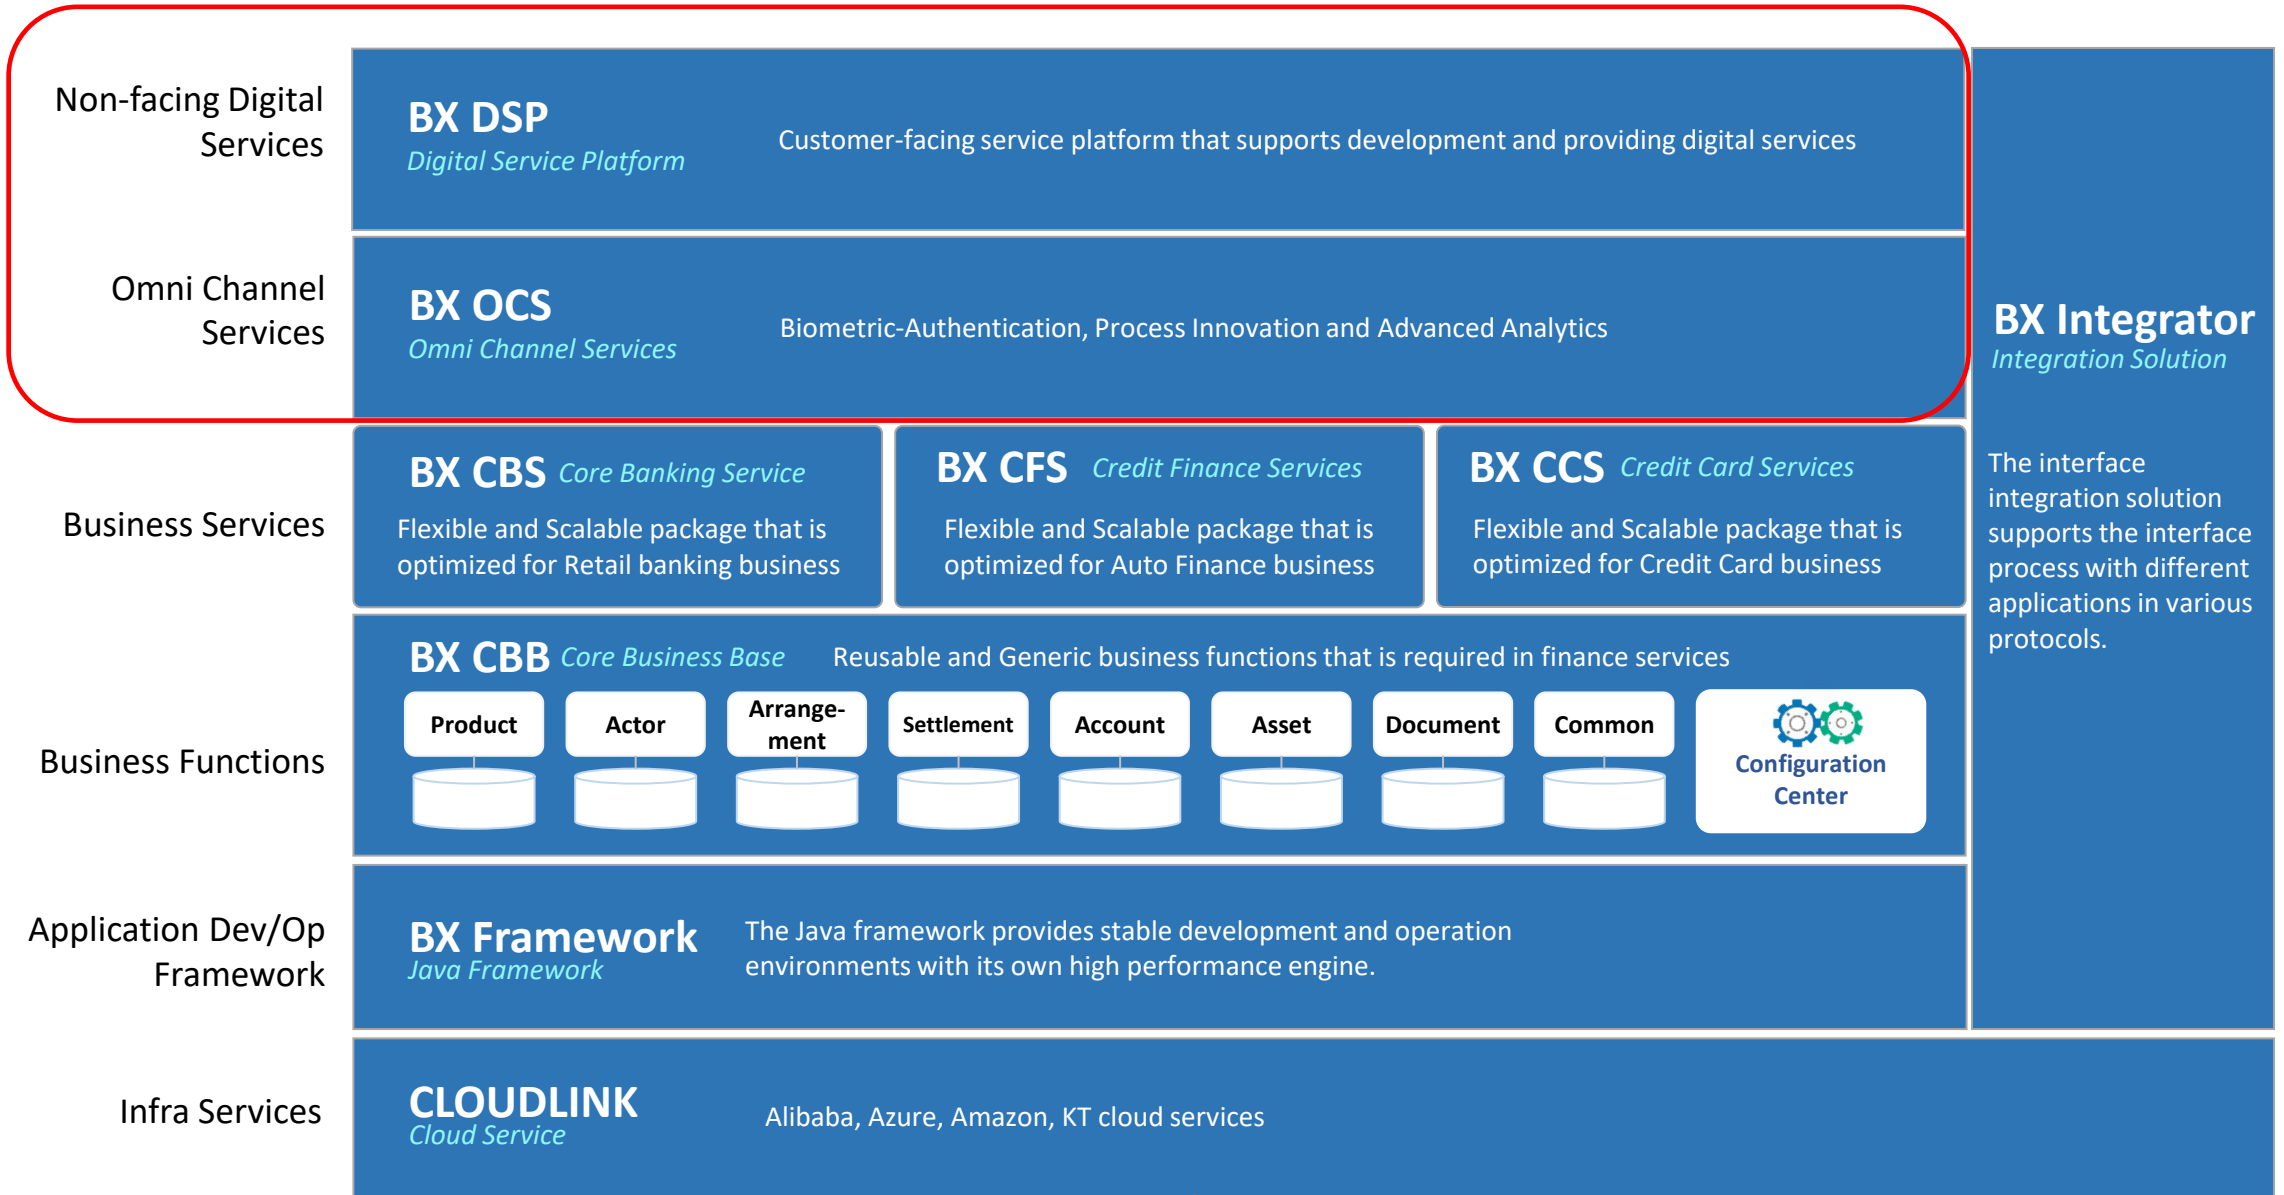 Non-facing Digital
Services
BX DSP
Digital Service Platform
Customer-facing service platform that supports development and providing digital services
Omni Channel
Services
BX OCS
Omni Channel Services
Biometric-Authentication, Process Innovation and Advanced Analytics
BX Integrator
Integration Solution
The interface
integration solution
supports the interface
process with different
applications in various
protocols.
Business Services
BX CBS Core Banking Service
Flexible and Scalable package that is
optimized for Retail banking business
BX CFS Credit Finance Services
Flexible and Scalable package that is
optimized for Auto Finance business
BX CCS Credit Card Services
Flexible and Scalable package that is
optimized for Credit Card business
Business Functions
BX CBB Core Business Base Reusable and Generic business functions that is required in finance services
Product
Actor
Arrange-
ment
Settlement
Account
Asset
Document
Common
Configuration
Center
Application Dev/Op
Framework
BX Framework
Java Framework
The Java framework provides stable development and operation
environments with its own high performance engine.
Infra Services
CLOUDLINK
Cloud Service
Alibaba, Azure, Amazon, KT cloud services